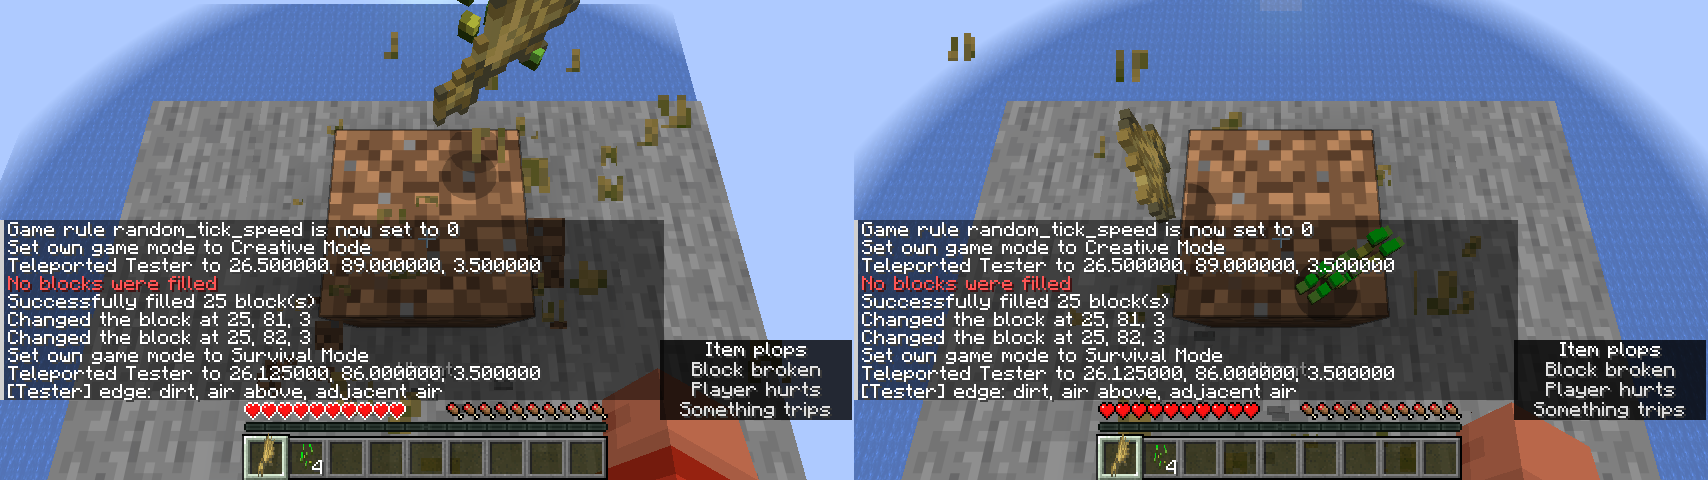 Game rule random_tick_speed is now set to 0
Set own game mode to Creative Mode
Teleported Tester to 26.500000, 89.000000, 3.500000
No blocks were filled
Successfully filled 25 block(s)
Changed the block at 25, 81, 3
Changed the block at 25, 82, 3
Set own game mode to Survival Mode
Teleported Tester to 26.125000, 86.000000, 3.500000
[Tester] edge: dirt, air above, adjacent air
Item plops
Block broken
Player hurts
Something trips
4
Game rule random_tick_speed is now set to 0
Set own game mode to Creative Mode
Teleported Tester to 26.500000, 89.000000, 3.500000
No blocks were filled
Successfully filled 25 block(s)
Changed the block at 25, 81, 3
Changed the block at 25, 82, 3
Set own game mode to Survival Mode
Teleported Tester to 26.125000, 86.000000, 3.500000
[Tester] edge: dirt, air above, adjacent air
Item plops
Block broken
Player hurts
Something trips
4